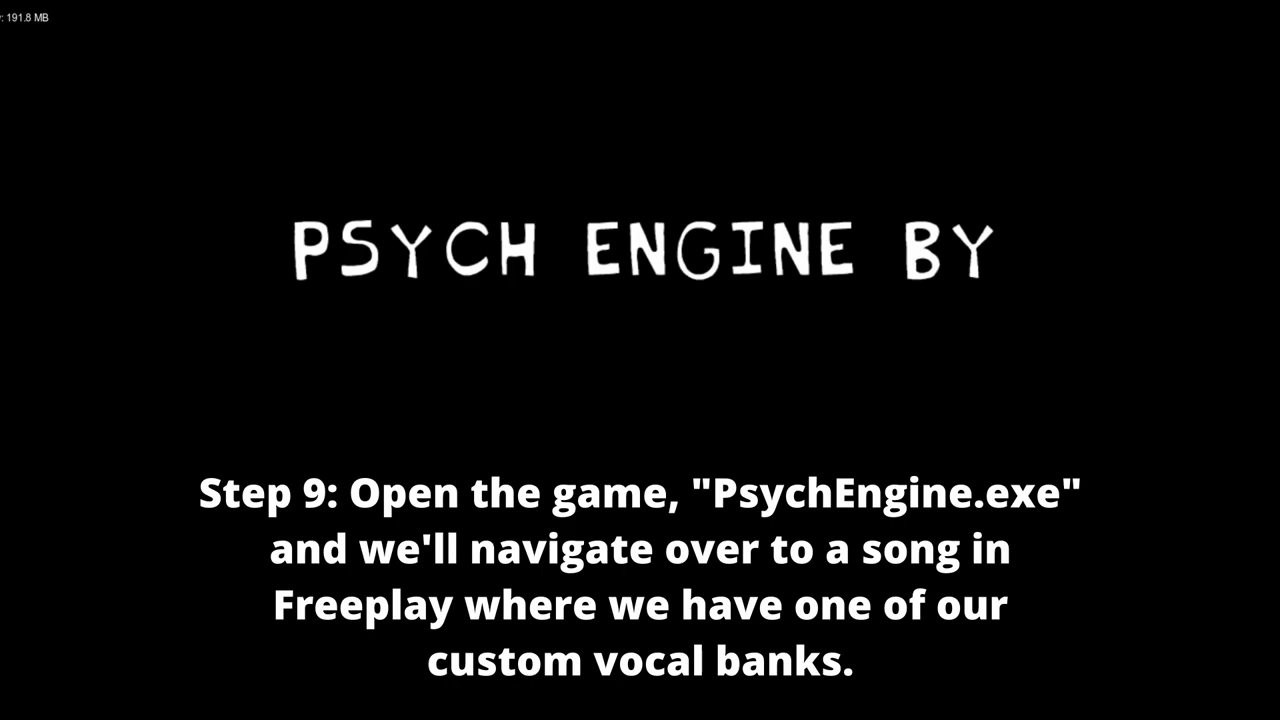 : 191.8 MB
PSYCH ENGINE BY
Step 9: Open the game, "PsychEngine.exe"
and we'll navigate over to a song in
Freeplay where we have one of our
custom vocal banks.